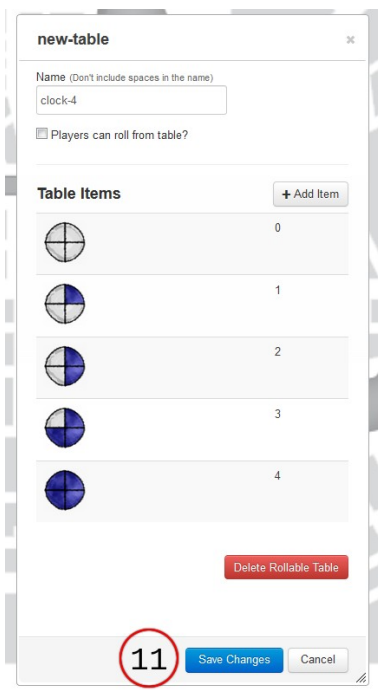 new-table ×
Name (Don't include spaces in the name)
clock-4
Players can roll from table?
Table Items + Add Item
0
1
2
3
4
Delete Rollable Table
11 Save Changes Cancel